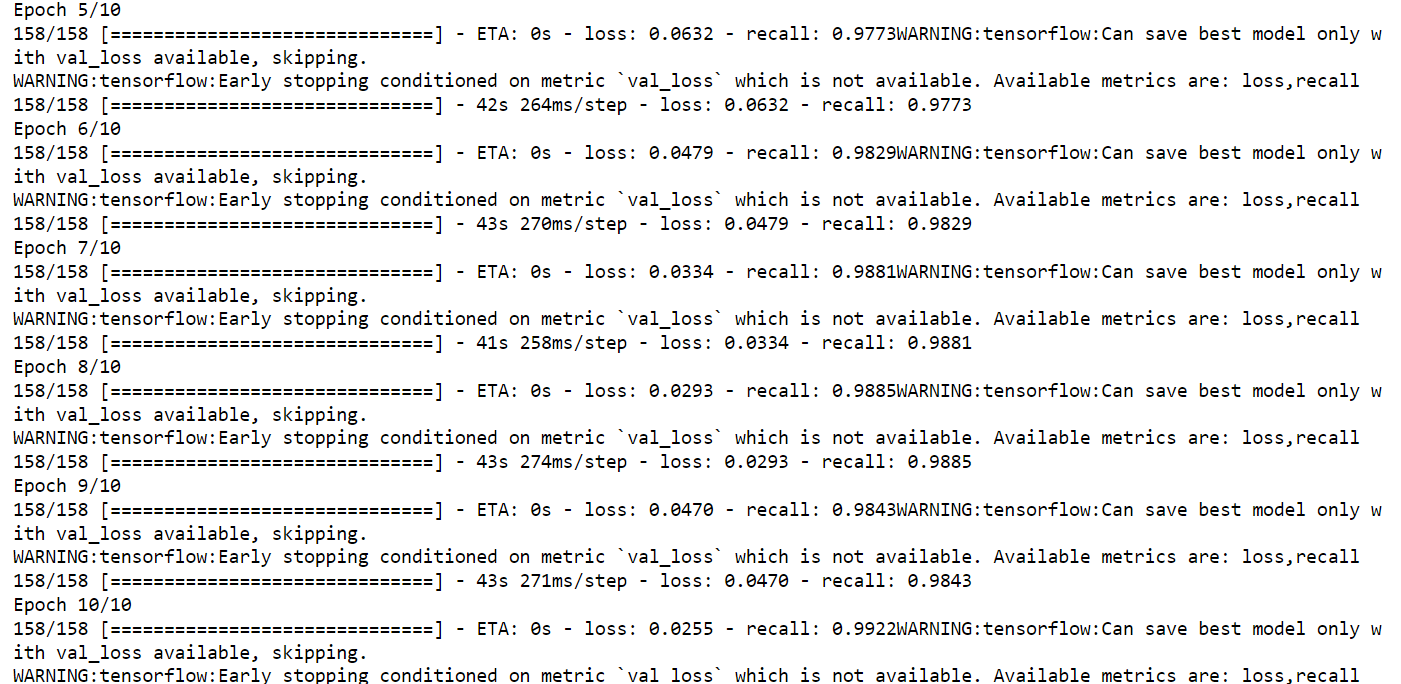 Epoch 5/10
158/158 [==============================] - ETA: 0s - loss: 0.0632 - recall: 0.9773WARNING:tensorflow:Can save best model only w
ith val_loss available, skipping.
WARNING:tensorflow:Early stopping conditioned on metric `val_loss` which is not available. Available metrics are: loss,recall
158/158 [==============================] - 42s 264ms/step - loss: 0.0632 - recall: 0.9773
Epoch 6/10
158/158 [==============================] - ETA: 0s - loss: 0.0479 - recall: 0.9829WARNING:tensorflow:Can save best model only w
ith val_loss available, skipping.
WARNING:tensorflow:Early stopping conditioned on metric `val_loss` which is not available. Available metrics are: loss,recall
158/158 [==============================] - 43s 270ms/step - loss: 0.0479 - recall: 0.9829
Epoch 7/10
158/158 [==============================] - ETA: 0s - loss: 0.0334 - recall: 0.9881WARNING:tensorflow:Can save best model only w
ith val_loss available, skipping.
WARNING:tensorflow:Early stopping conditioned on metric `val_loss` which is not available. Available metrics are: loss,recall
158/158 [==============================] - 41s 258ms/step - loss: 0.0334 - recall: 0.9881
Epoch 8/10
158/158 [==============================] - ETA: 0s - loss: 0.0293 - recall: 0.9885WARNING:tensorflow:Can save best model only w
ith val_loss available, skipping.
WARNING:tensorflow:Early stopping conditioned on metric `val_loss` which is not available. Available metrics are: loss,recall
158/158 [==============================] - 43s 274ms/step - loss: 0.0293 - recall: 0.9885
Epoch 9/10
158/158 [==============================] - ETA: 0s - loss: 0.0470 - recall: 0.9843WARNING:tensorflow:Can save best model only w
ith val_loss available, skipping.
WARNING:tensorflow:Early stopping conditioned on metric `val_loss` which is not available. Available metrics are: loss,recall
158/158 [==============================] - 43s 271ms/step - loss: 0.0470 - recall: 0.9843
Epoch 10/10
158/158 [==============================] - ETA: 0s - loss: 0.0255 - recall: 0.9922WARNING:tensorflow:Can save best model only w
ith val_loss available, skipping.
WARNING:tensorflow:Early stopping conditioned on metric `val_loss` which is not available. Available metrics are: loss,recall